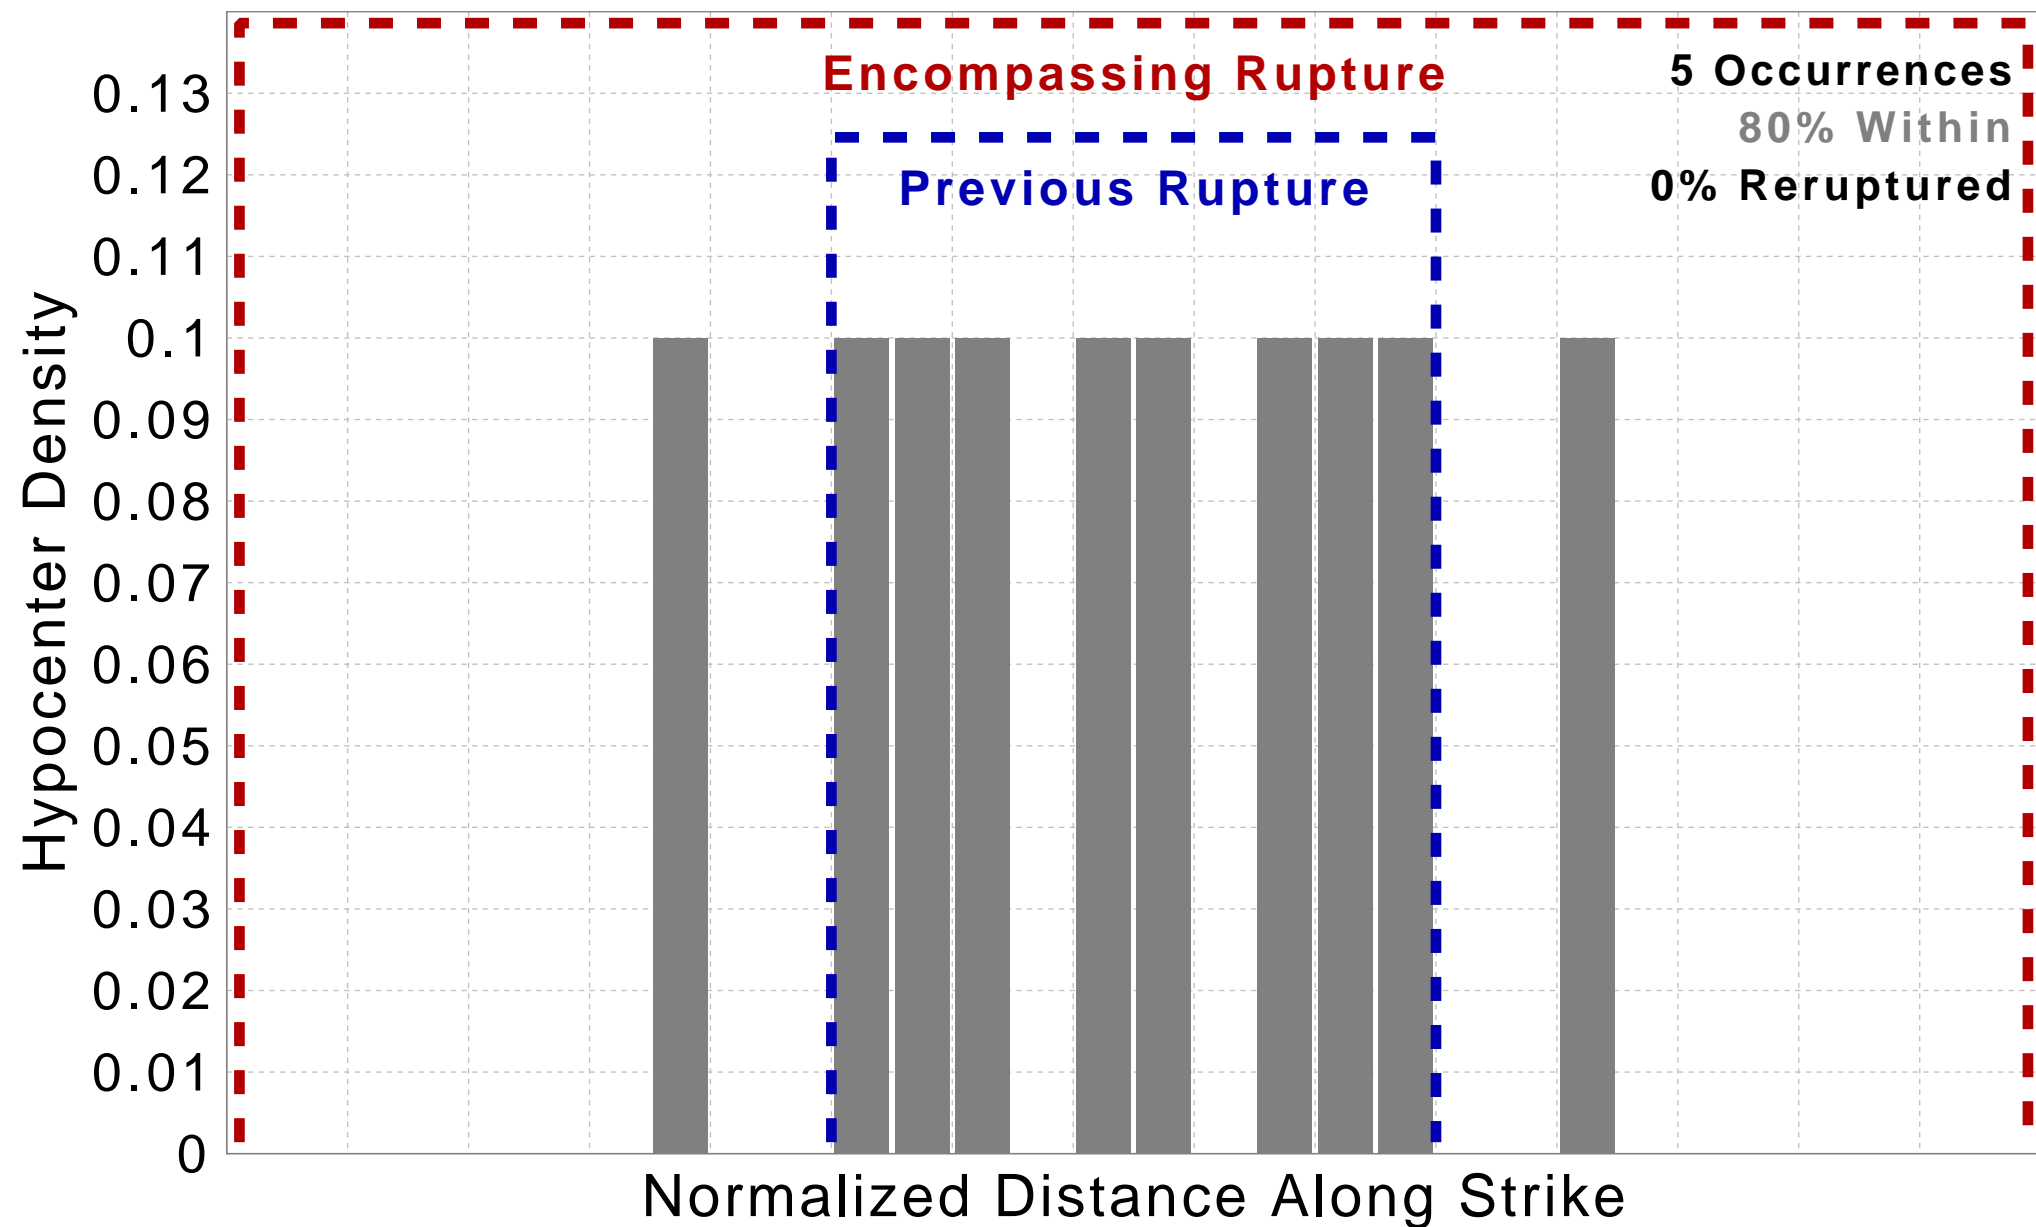 Encompassing Rupture
5 Occurrences
80% Within
0% Reruptured
Previous Rupture
Hypocenter Density
0.13
0.12
0.11
0.1
0.09
0.08
0.07
0.06
0.05
0.04
0.03
0.02
0.01
0
Normalized Distance Along Strike